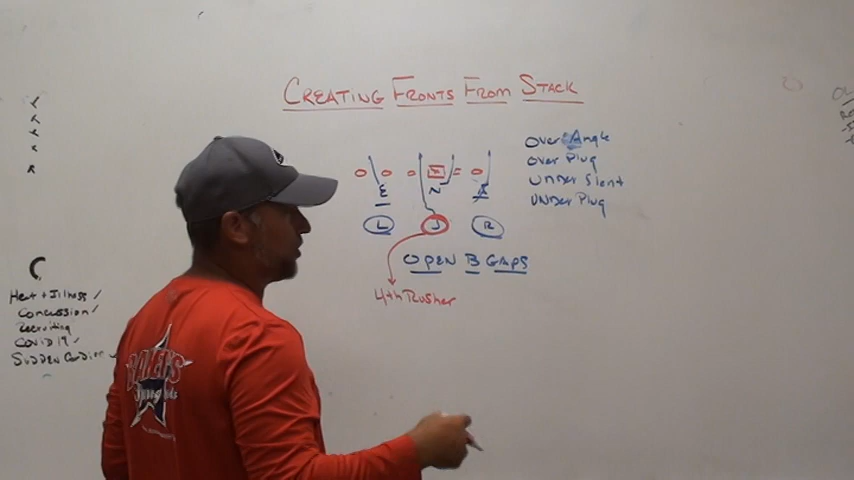 CREATING FRONTS FROM STACK
Over Angle
Over Plug
Under Slant
Under Plug
E N A
L J R
OPEN B GAPS
4th Rusher
R
Heat + Illness ✓
Concussion ✓
Recruiting
COVID 19 ✓
SUDDEN